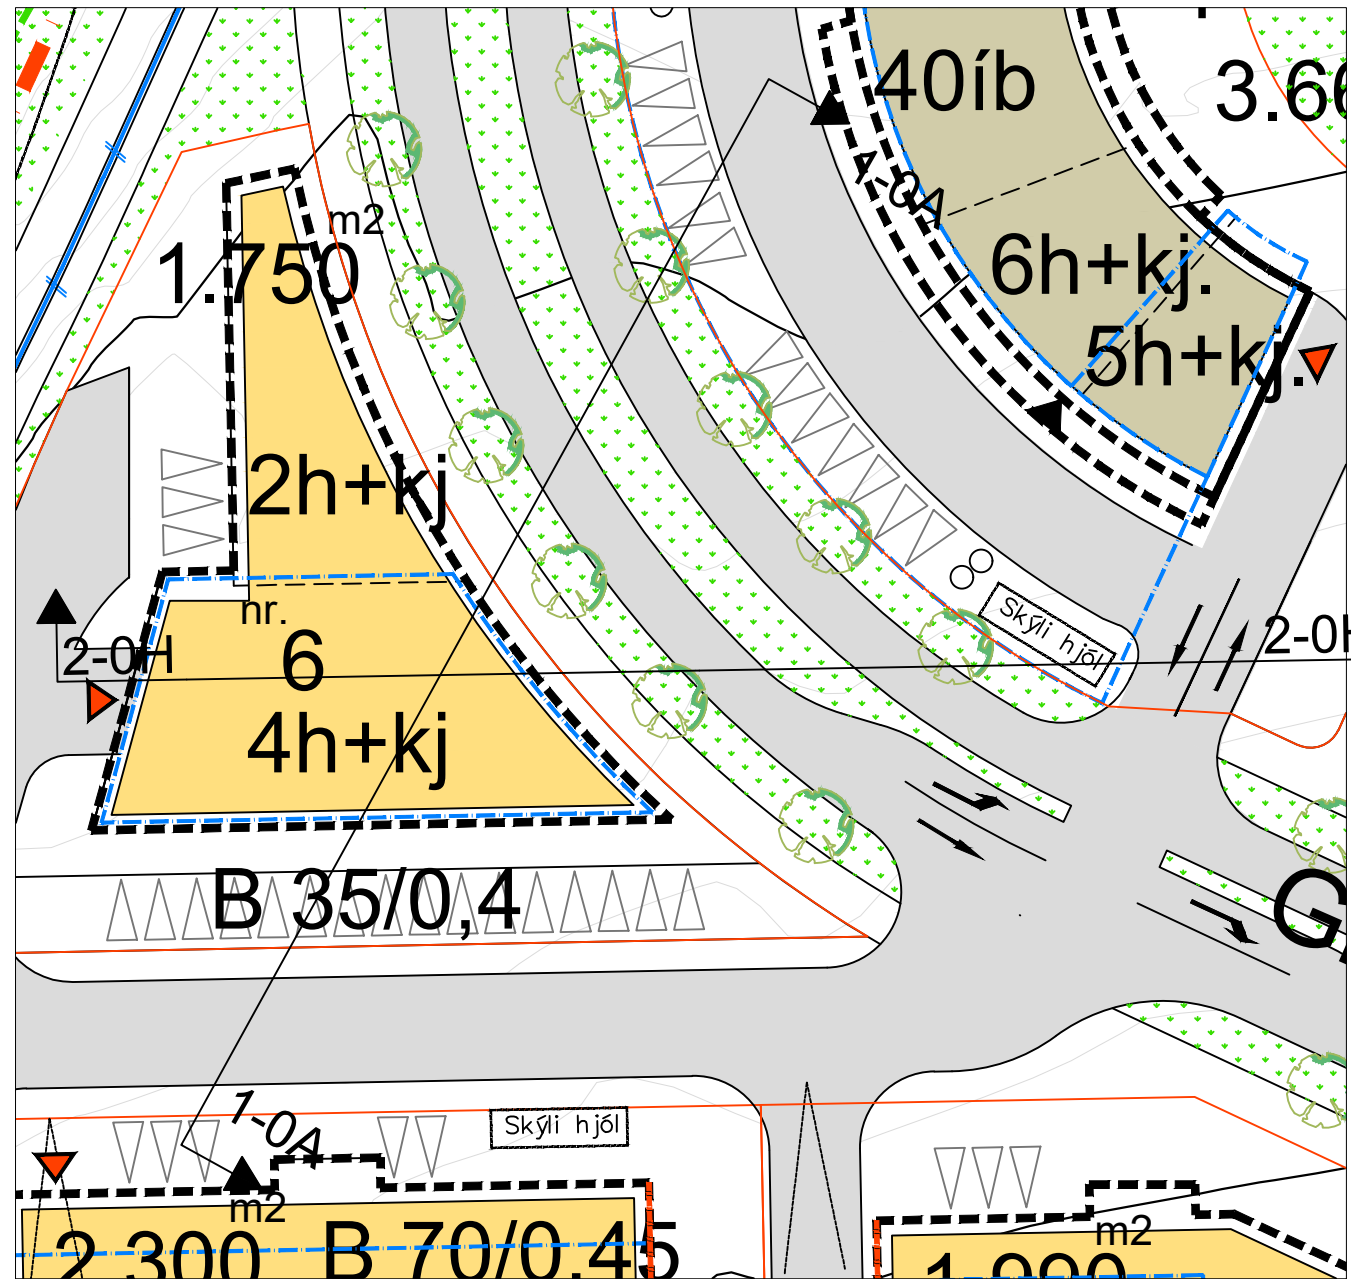 40íb
3.66
1-0A
m2
1.750
6h+kj.
5h+kj.
2h+kj
Skýli hjól
nr.
6
2-0H
2-0H
4h+kj
B 35/0,4
1-0A
Skýli hjól
m2
2.300
B 70/0,45
m2
1.990